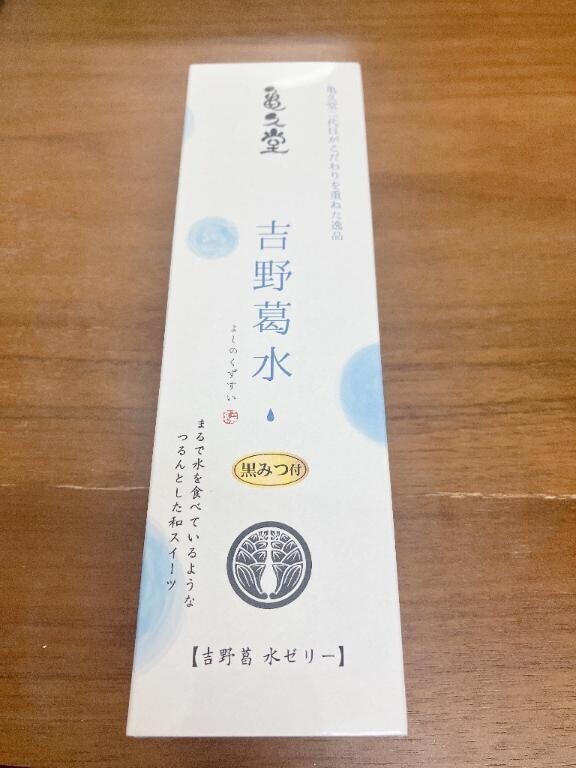 亀久堂二代目がこだわりを重ねた逸品
亀久堂
吉野葛水
よしのくずすい
黒みつ付
まるで水を食べているような
つるんとした和スイーツ
【吉野葛 水ゼリー】